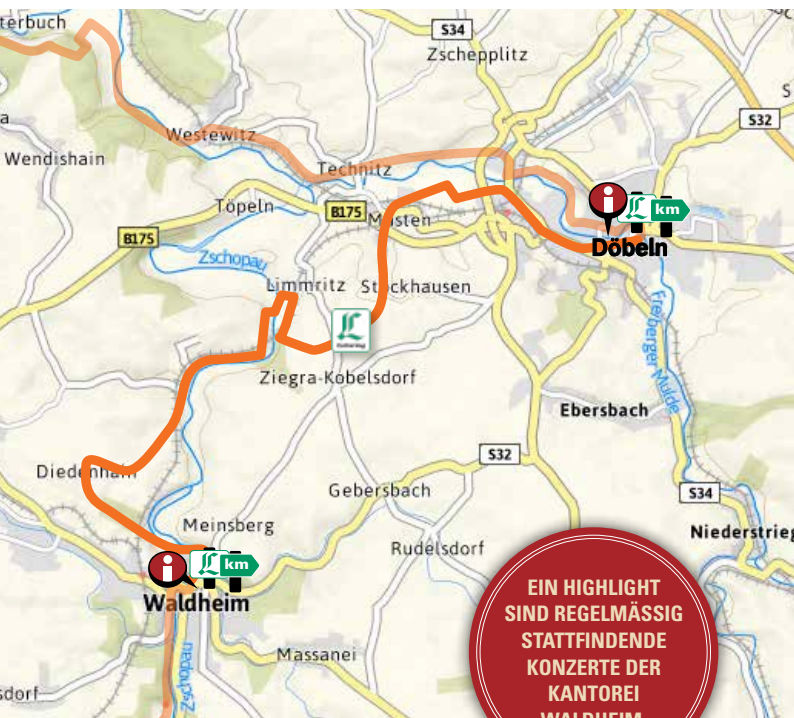 terbuch
S34
Zschepplitz
S32
Westewitz
Wendishain
Technitz
Töpeln
B175
Masten
km
B175
Döbeln
Zschopau
Limmritz
Stockhausen
Freiberger Mulde
Ziegra-Kobelsdorf
Ebersbach
S32
Diedenhain
Gebersbach
S34
Meinsberg
Niederstrieg
Rudelsdorf
km
Waldheim
EIN HIGHLIGHT
SIND REGELMÄSSIG
STATTFINDENDE
KONZERTE DER
KANTOREI
WALDHEIM
Massanei
Zschopau
sdorf